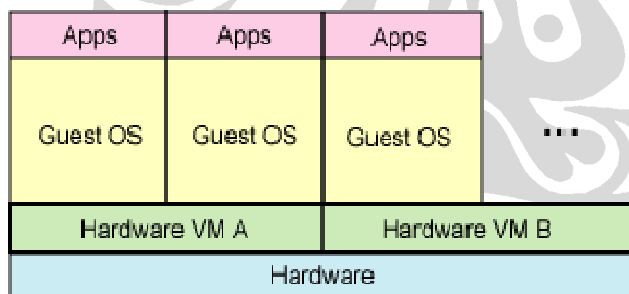 Apps Apps Apps
Guest OS Guest OS Guest OS ...
Hardware VM A Hardware VM B
Hardware